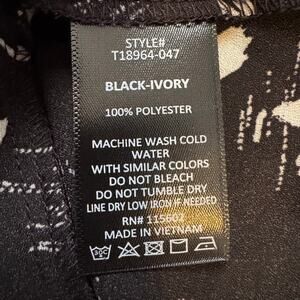 STYLE#
T18964-047
BLACK-IVORY
100% POLYESTER
MACHINE WASH COLD
WATER
WITH SIMILAR COLORS
DO NOT BLEACH
DO NOT TUMBLE DRY
LINE DRY LOW IRON IF NEEDED
RN# 115602
MADE IN VIETNAM